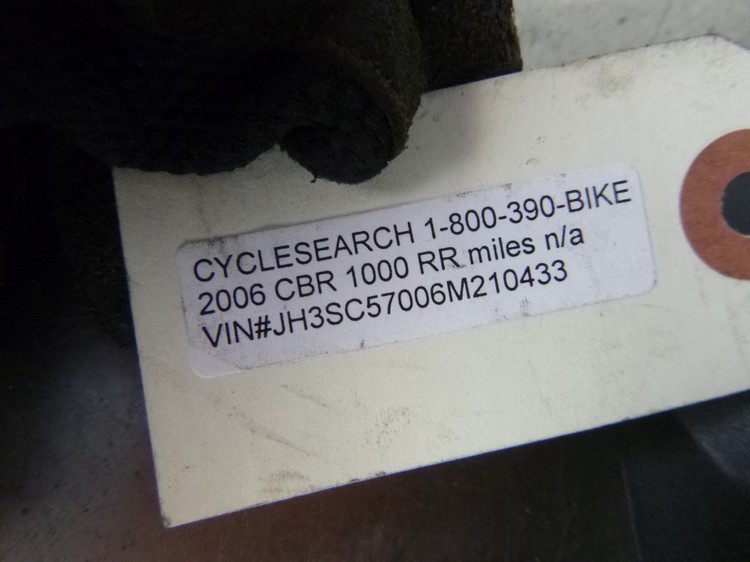 CYCLESEARCH 1-800-390-BIKE
2006 CBR 1000 RR miles n/a
VIN#JH3SC57006M210433